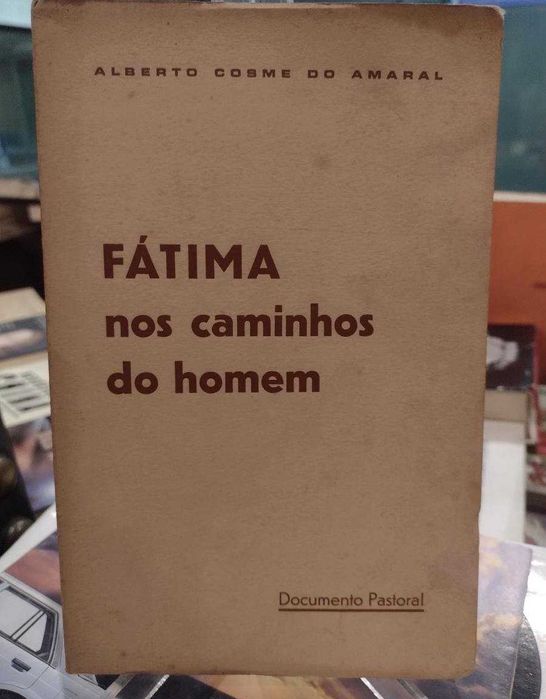 ALBERTO COSME DO AMARAL
FÁTIMA
nos caminhos
do homem
Documento Pastoral